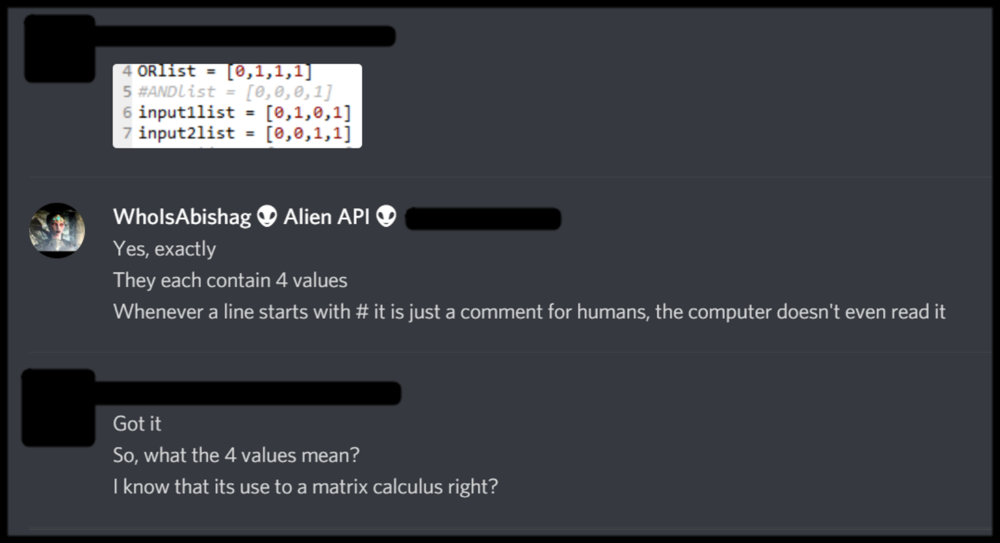 4 ORlist = [0,1,1,1]
5 #ANDlist = [0,0,0,1]
6 input1list = [0,1,0,1]
7 input2list = [0,0,1,1]
WhoIsAbishag 👽 Alien API 👽
Yes, exactly
They each contain 4 values
Whenever a line starts with # it is just a comment for humans, the computer doesn't even read it
Got it
So, what the 4 values mean?
I know that its use to a matrix calculus right?